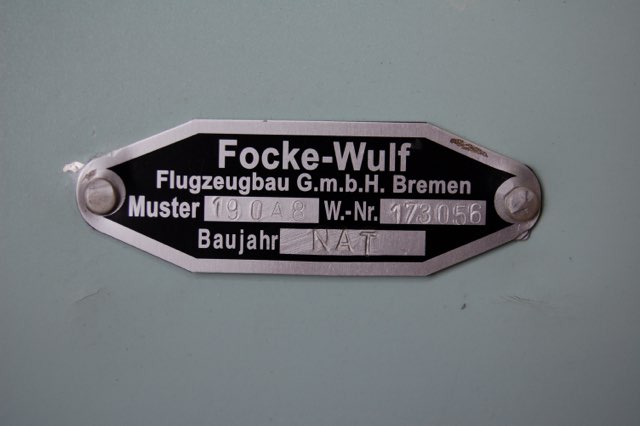 Focke-Wulf
Flugzeugbau G.m.b.H. Bremen
Muster 190A8 W.-Nr. 173056
Baujahr NAT